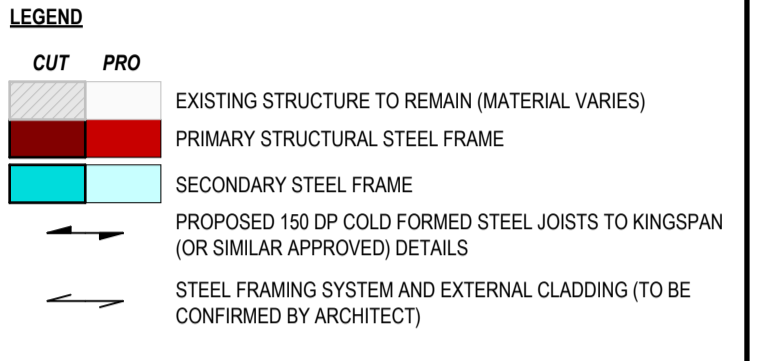 LEGEND
CUT PRO
EXISTING STRUCTURE TO REMAIN (MATERIAL VARIES)
PRIMARY STRUCTURAL STEEL FRAME
SECONDARY STEEL FRAME
PROPOSED 150 DP COLD FORMED STEEL JOISTS TO KINGSPAN
(OR SIMILAR APPROVED) DETAILS
STEEL FRAMING SYSTEM AND EXTERNAL CLADDING (TO BE
CONFIRMED BY ARCHITECT)